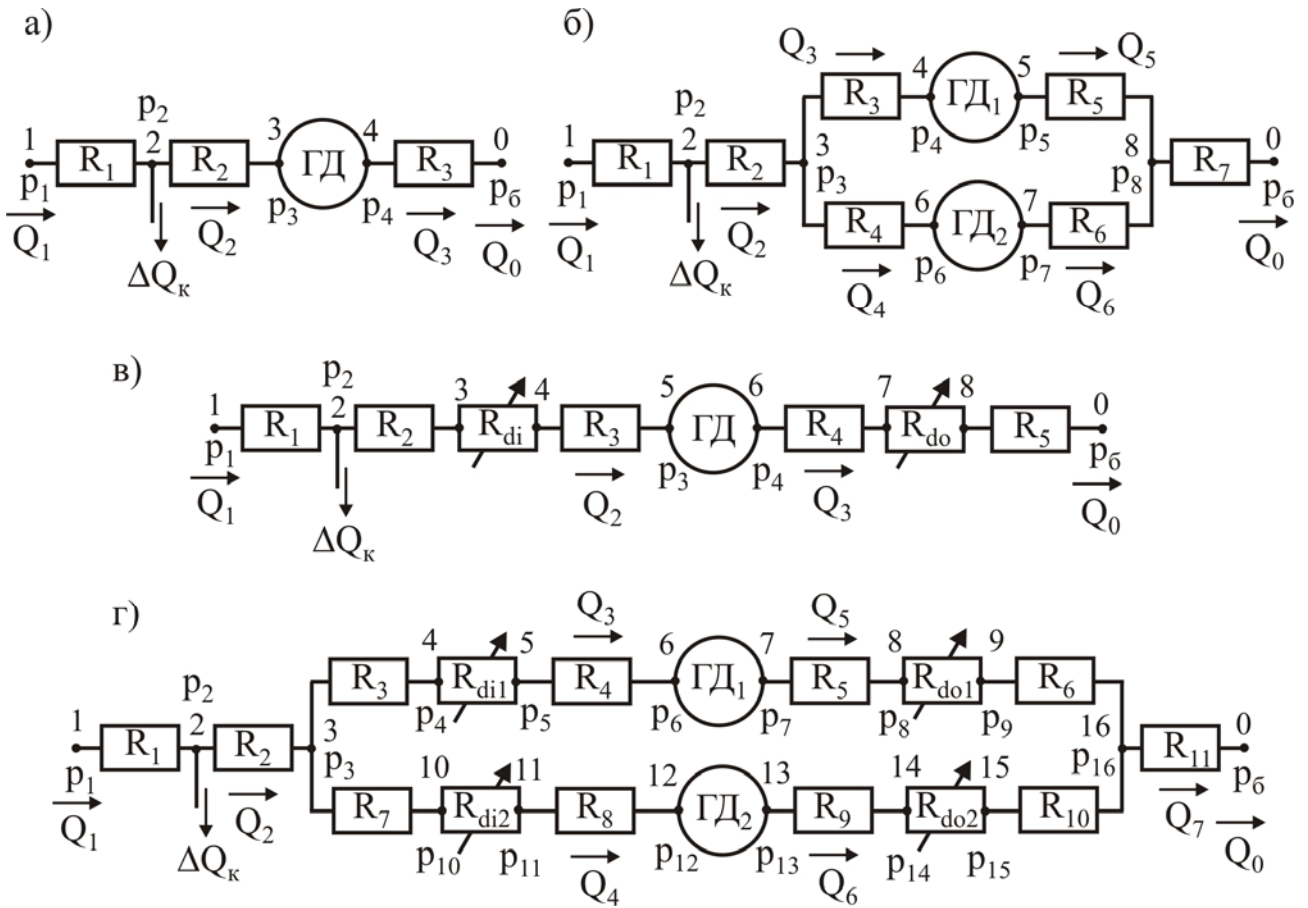 а)
p₂
1 2 3 4 0
R₁ R₂ ГД R₃
p₁ p₃ p₄ pб
Q₁ Q₂ Q₃ Q₀
ΔQк
б)
Q₃ Q₅
4 5
R₃ ГД₁ R₅
p₄ p₅
p₂
1 2 3 8 0
R₁ R₂ R₇
p₁ p₃ p₈ pб
6 7
R₄ ГД₂ R₆
p₆ p₇
Q₁ Q₂ Q₀
ΔQк Q₄ Q₆
в)
p₂
1 2 3 4 5 6 7 8 0
R₁ R₂ Rdi R₃ ГД R₄ Rdo R₅
p₁ p₃ p₄ pб
Q₁ Q₂ Q₃ Q₀
ΔQк
г)
Q₃ Q₅
4 5 6 7 8 9
R₃ Rdi1 R₄ ГД₁ R₅ Rdo1 R₆
p₄ p₅ p₆ p₇ p₈ p₉
p₂
1 2 3 16 0
R₁ R₂ R₁₁
p₁ p₃ p₁₆ pб
10 11 12 13 14 15
R₇ Rdi2 R₈ ГД₂ R₉ Rdo2 R₁₀
p₁₀ p₁₁ p₁₂ p₁₃ p₁₄ p₁₅
Q₁ Q₂ Q₇ Q₀
ΔQк Q₄ Q₆